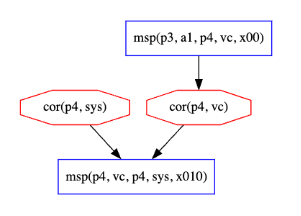 msp(p3, a1, p4, vc, x00)
cor(p4, sys)
cor(p4, vc)
msp(p4, vc, p4, sys, x010)